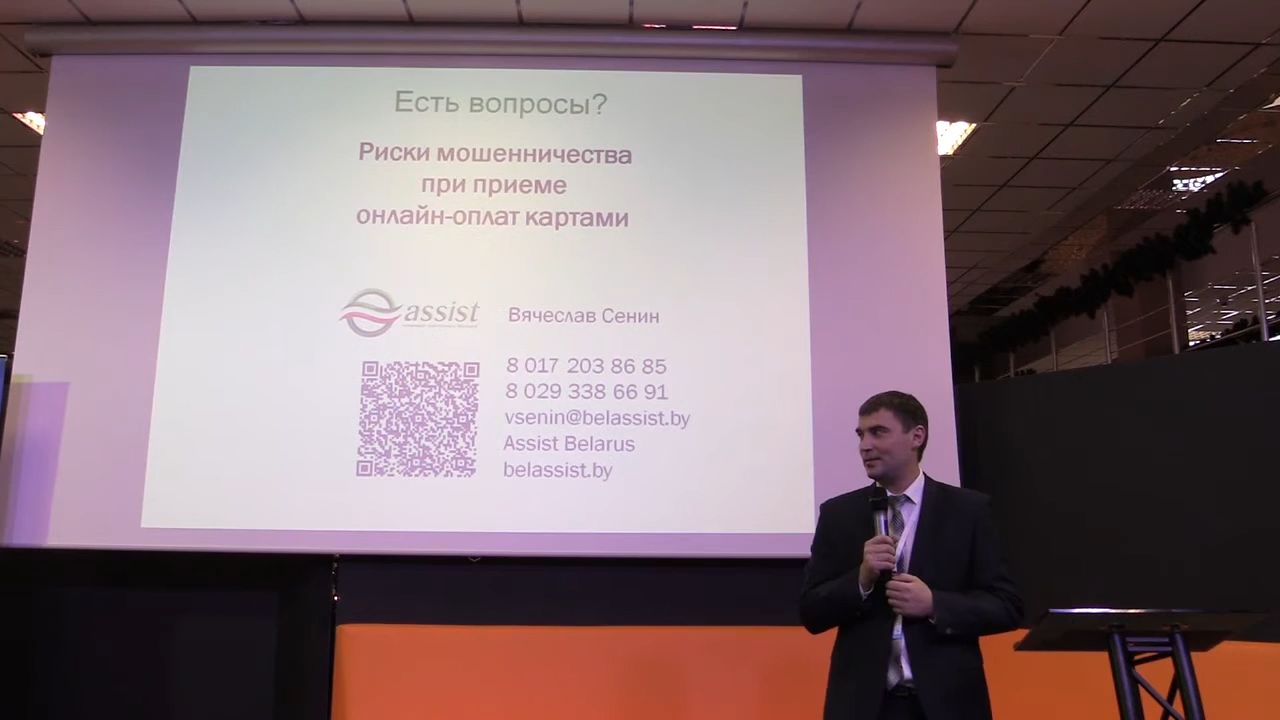 Есть вопросы?
Риски мошенничества
при приеме
онлайн-оплат картами
assist
Вячеслав Сенин
8 017 203 86 85
8 029 338 66 91
vsenin@belassist.by
Assist Belarus
belassist.by